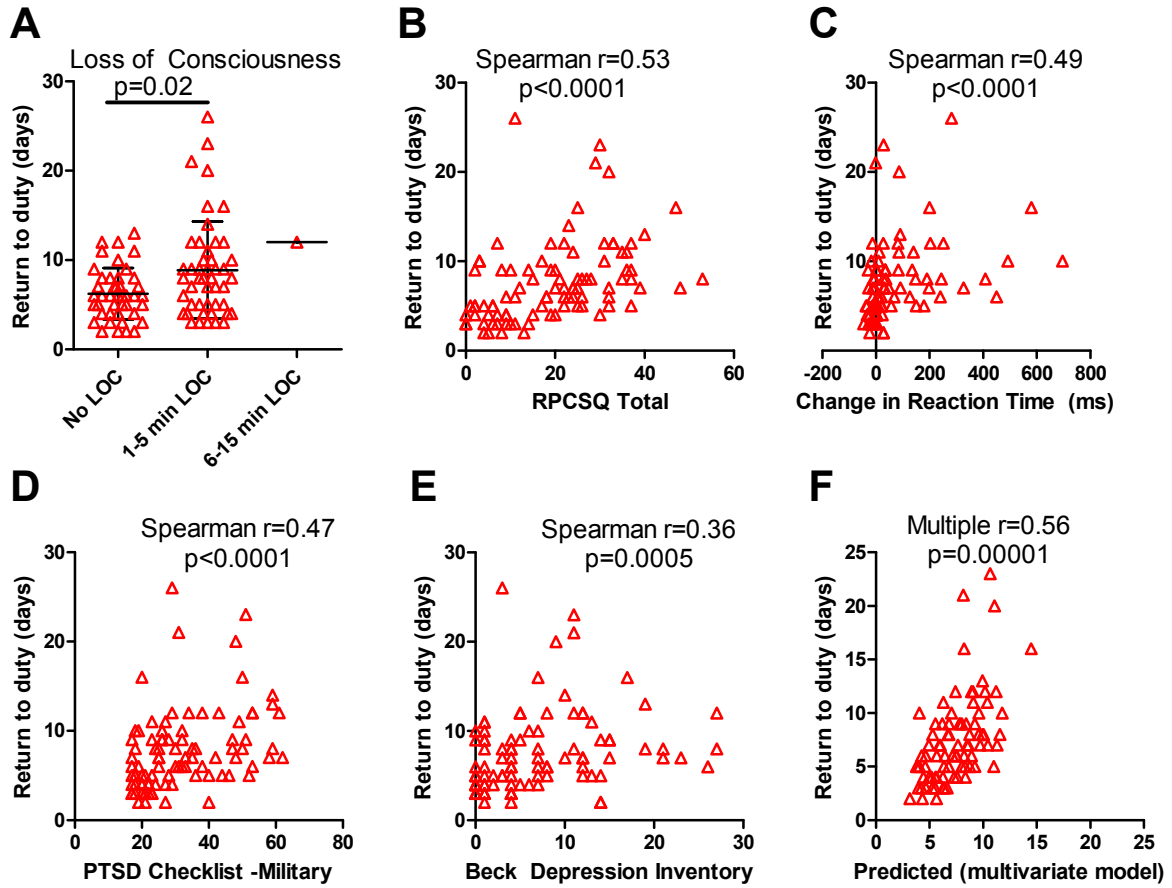 A
Loss of Consciousness
p=0.02
Return to duty (days)
30
20
10
0
No LOC
1-5 min LOC
6-15 min LOC
B
Spearman r=0.53
p<0.0001
Return to duty (days)
30
20
10
0
0
20
40
60
RPCSQ Total
C
Spearman r=0.49
p<0.0001
Return to duty (days)
30
20
10
0
-200
0
200
400
600
800
Change in Reaction Time (ms)
D
Spearman r=0.47
p<0.0001
Return to duty (days)
30
20
10
0
0
20
40
60
80
PTSD Checklist -Military
E
Spearman r=0.36
p=0.0005
Return to duty (days)
30
20
10
0
0
10
20
30
Beck Depression Inventory
F
Multiple r=0.56
p=0.00001
Return to duty (days)
25
20
15
10
5
0
0
5
10
15
20
25
Predicted (multivariate model)